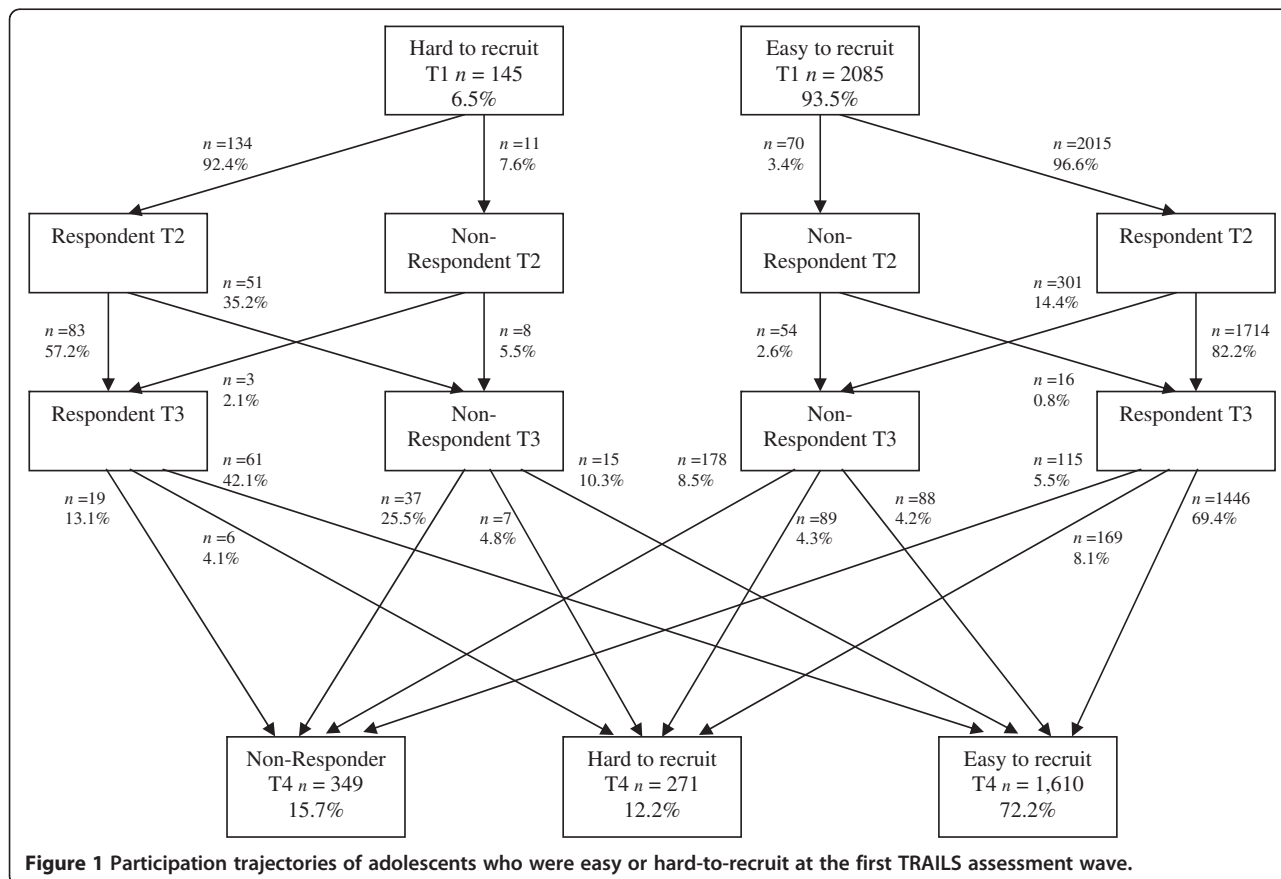 Hard to recruit
T1 n = 145
6.5%
Easy to recruit
T1 n = 2085
93.5%
n =134
92.4%
n =11
7.6%
n =70
3.4%
n =2015
96.6%
Respondent T2
Non-
Respondent T2
Non-
Respondent T2
Respondent T2
n =51
35.2%
n =301
14.4%
n =83
57.2%
n =8
5.5%
n =54
2.6%
n =1714
82.2%
n =3
2.1%
n =16
0.8%
Respondent T3
Non-
Respondent T3
Non-
Respondent T3
Respondent T3
n =61
42.1%
n =15
10.3%
n =178
8.5%
n =115
5.5%
n =19
13.1%
n =37
25.5%
n =88
4.2%
n =1446
69.4%
n =6
4.1%
n =7
4.8%
n =89
4.3%
n =169
8.1%
Non-Responder
T4 n = 349
15.7%
Hard to recruit
T4 n = 271
12.2%
Easy to recruit
T4 n = 1,610
72.2%
Figure 1 Participation trajectories of adolescents who were easy or hard-to-recruit at the first TRAILS assessment wave.